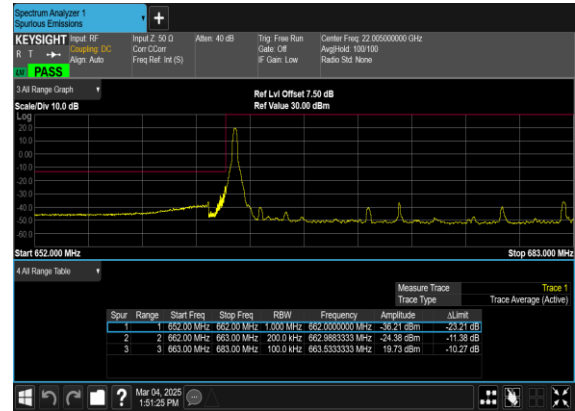 Spectrum Analyzer 1
Spurious Emissions
KEYSIGHT Input: RF Input Z: 50 Ω Atten: 40 dB Trig: Free Run Center Freq: 22.005000000 GHz
R T Coupling: DC Corr CCorr Gate: Off Avg|Hold: 100/100
Align: Auto Freq Ref: Int (S) IF Gain: Low Radio Std: None
PASS
3 All Range Graph
Ref Lvl Offset 7.50 dB
Scale/Div 10.0 dB Ref Value 30.00 dBm
Log
20.0
10.0
0.00
-10.0
-20.0
-30.0
-40.0
-50.0
-60.0
Start 652.000 MHz Stop 683.000 MHz
4 All Range Table
Measure Trace Trace 1
Trace Type Trace Average (Active)
Spur Range Start Freq Stop Freq RBW Frequency Amplitude ΔLimit
1 1 652.00 MHz 662.00 MHz 1.000 MHz 662.0000000 MHz -36.21 dBm -23.21 dB
2 2 662.00 MHz 663.00 MHz 200.0 kHz 662.9883333 MHz -24.38 dBm -11.38 dB
3 3 663.00 MHz 683.00 MHz 100.0 kHz 663.5333333 MHz 19.73 dBm -10.27 dB
? Mar 04, 2025
1:51:25 PM